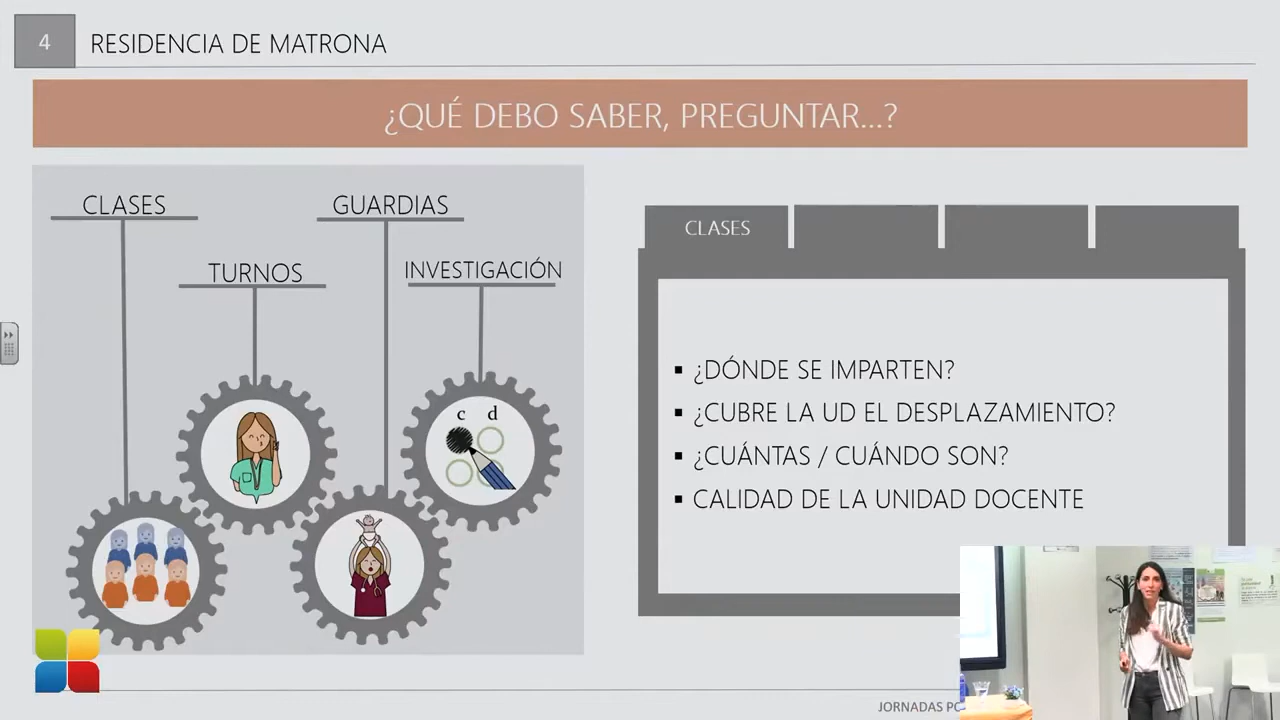 4
RESIDENCIA DE MATRONA
¿QUÉ DEBO SABER, PREGUNTAR...?
CLASES
GUARDIAS
TURNOS
INVESTIGACIÓN
c d
CLASES
▪ ¿DÓNDE SE IMPARTEN?
▪ ¿CUBRE LA UD EL DESPLAZAMIENTO?
▪ ¿CUÁNTAS / CUÁNDO SON?
▪ CALIDAD DE LA UNIDAD DOCENTE
JORNADAS